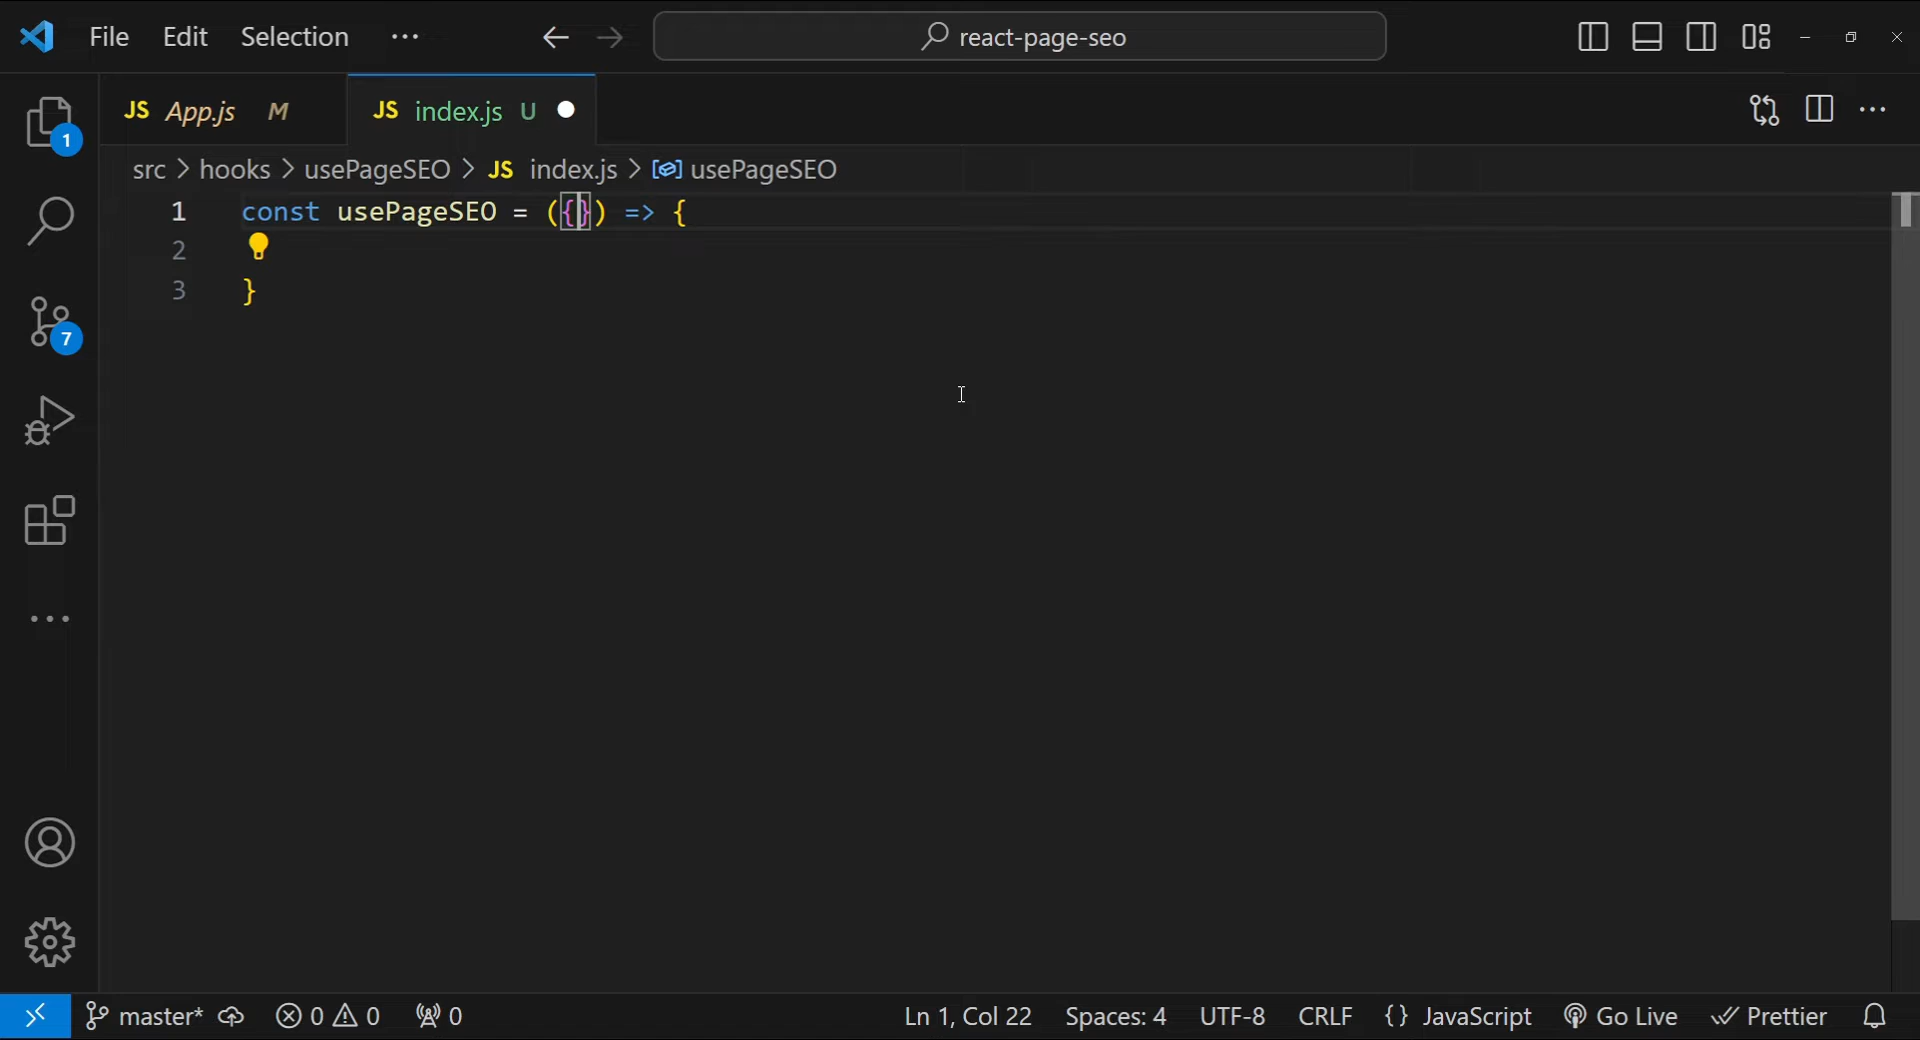 File Edit Selection ··· react-page-seo
JS App.js M JS index.js U
src > hooks > usePageSEO > JS index.js > usePageSEO
1 const usePageSEO = ({}) => {
2
3 }
1
7
master* 0 0 0 Ln 1, Col 22 Spaces: 4 UTF-8 CRLF {} JavaScript Go Live Prettier